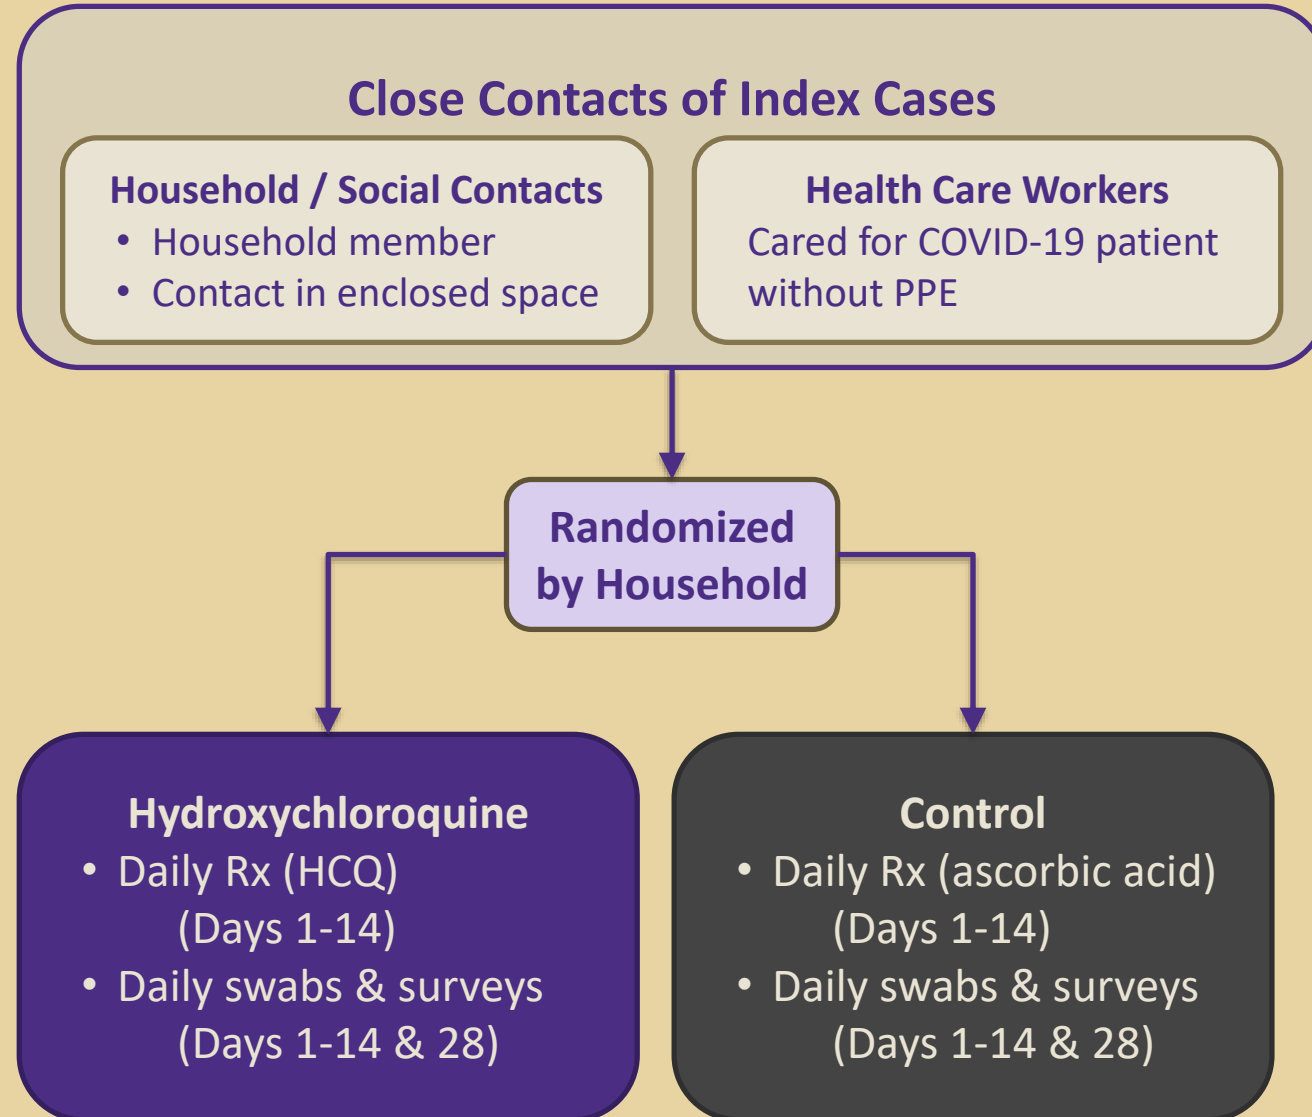 Close Contacts of Index Cases
Household / Social Contacts
• Household member
• Contact in enclosed space
Health Care Workers
Cared for COVID-19 patient
without PPE
Randomized
by Household
Hydroxychloroquine
• Daily Rx (HCQ)
(Days 1-14)
• Daily swabs & surveys
(Days 1-14 & 28)
Control
• Daily Rx (ascorbic acid)
(Days 1-14)
• Daily swabs & surveys
(Days 1-14 & 28)